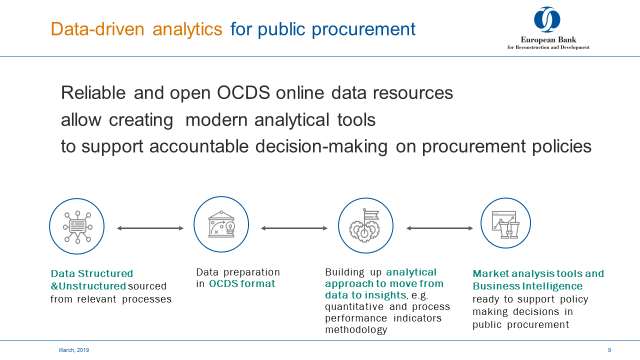 Data-driven analytics for public procurement
European Bank
for Reconstruction and Development
Reliable and open OCDS online data resources
allow creating modern analytical tools
to support accountable decision-making on procurement policies
Data Structured
&Unstructured sourced
from relevant processes
Data preparation
in OCDS format
Building up analytical
approach to move from
data to insights, e.g.
quantitative and process
performance indicators
methodology
Market analysis tools and
Business Intelligence
ready to support policy
making decisions in
public procurement
March, 2019
9